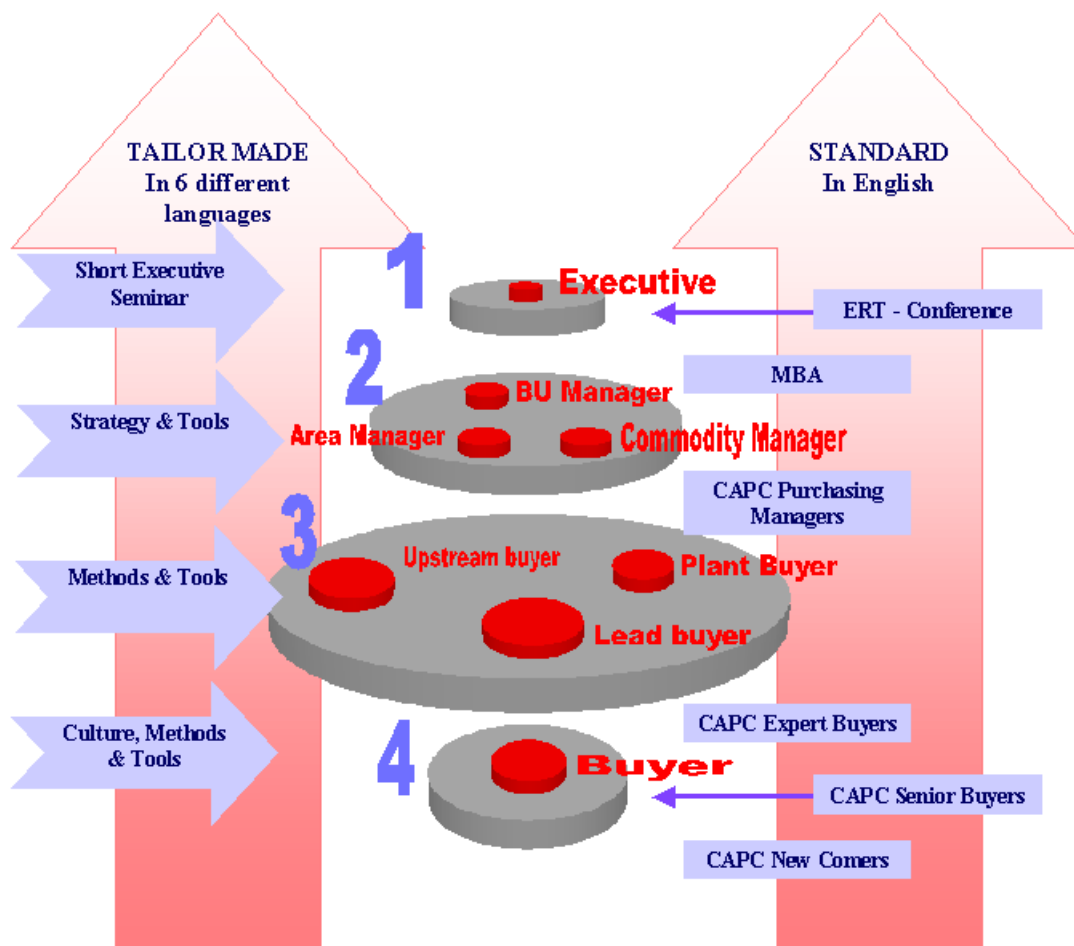 TAILOR MADE
In 6 different
languages
STANDARD
In English
Short Executive
Seminar
1
Executive
ERT - Conference
2
BU Manager
MBA
Strategy & Tools
Area Manager
Commodity Manager
CAPC Purchasing
Managers
3
Upstream buyer
Plant Buyer
Methods & Tools
Lead buyer
CAPC Expert Buyers
Culture, Methods
& Tools
4
Buyer
CAPC Senior Buyers
CAPC New Comers